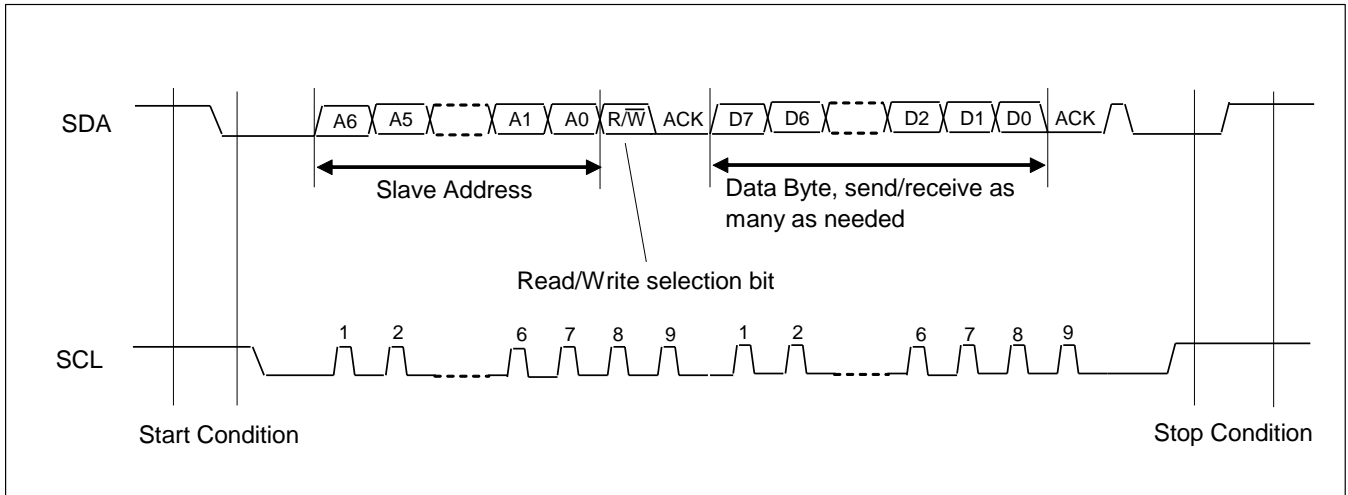 SDA
A6 A5 A1 A0 R/W̅ ACK D7 D6 D2 D1 D0 ACK
Slave Address
Data Byte, send/receive as
many as needed
Read/Write selection bit
1 2 6 7 8 9 1 2 6 7 8 9
SCL
Start Condition
Stop Condition